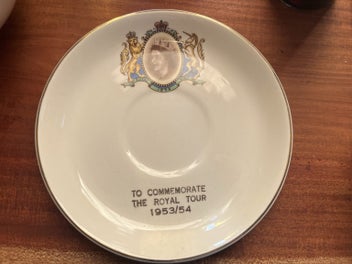 TO COMMEMORATE
THE ROYAL TOUR
1953/54